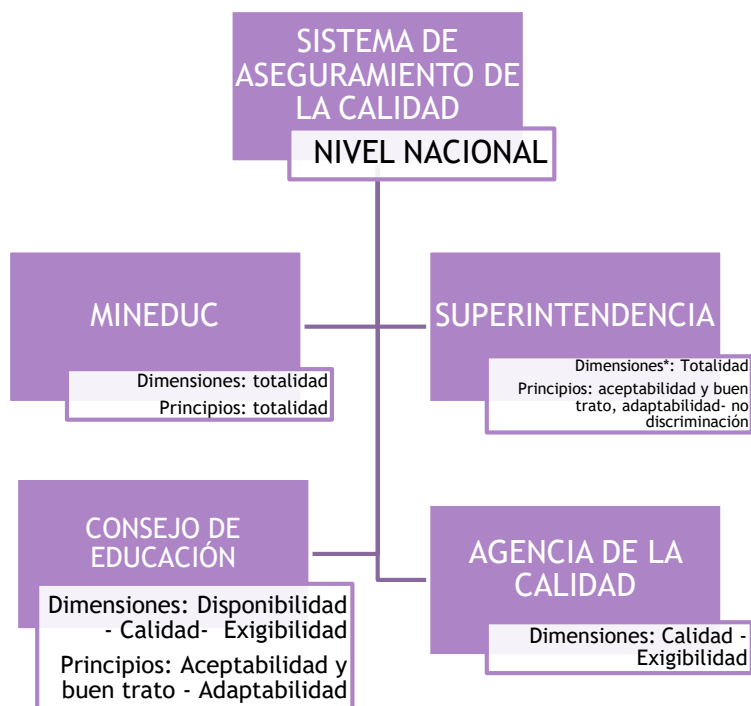 SISTEMA DE
ASEGURAMIENTO DE
LA CALIDAD
NIVEL NACIONAL
MINEDUC
Dimensiones: totalidad
Principios: totalidad
SUPERINTENDENCIA
Dimensiones*: Totalidad
Principios: aceptabilidad y buen
trato, adaptabilidad- no
discriminación
CONSEJO DE
EDUCACIÓN
Dimensiones: Disponibilidad
- Calidad- Exigibilidad
Principios: Aceptabilidad y
buen trato - Adaptabilidad
AGENCIA DE LA
CALIDAD
Dimensiones: Calidad -
Exigibilidad